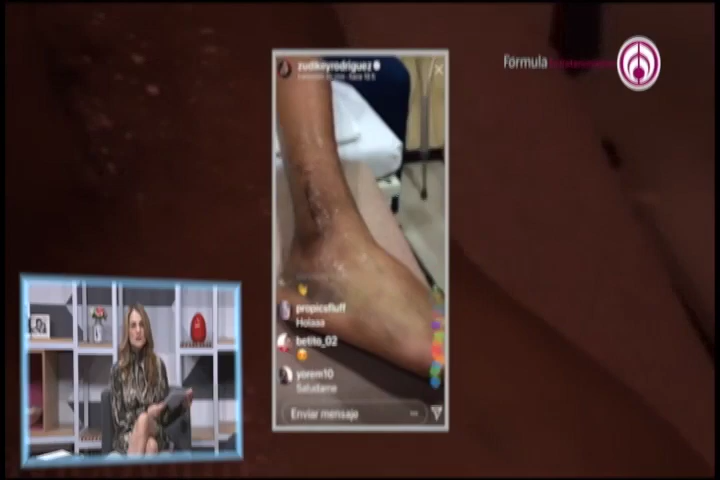 Fórmula
zudikeyrodriguez
propicsfluff
Holaaa
betito_02
yorem10
Saludame
Enviar mensaje